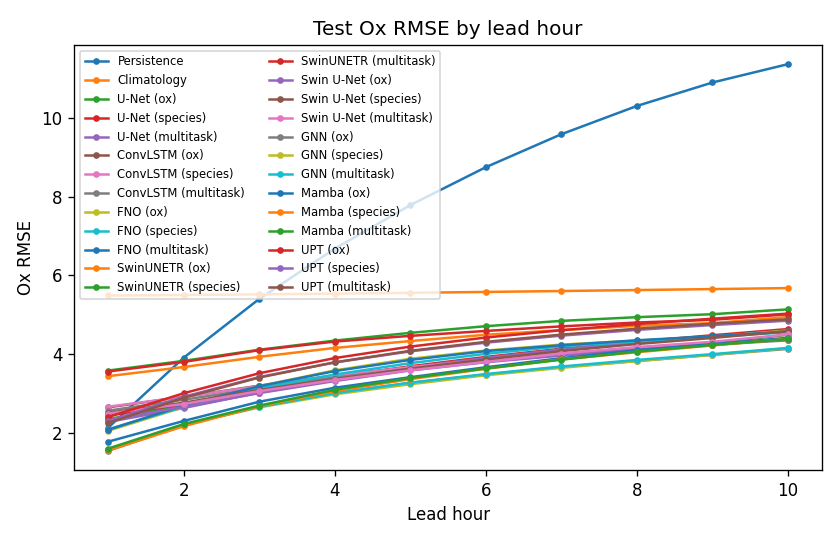 Test Ox RMSE by lead hour
Persistence
Climatology
U-Net (ox)
U-Net (species)
U-Net (multitask)
ConvLSTM (ox)
ConvLSTM (species)
ConvLSTM (multitask)
FNO (ox)
FNO (species)
FNO (multitask)
SwinUNETR (ox)
SwinUNETR (species)
SwinUNETR (multitask)
Swin U-Net (ox)
Swin U-Net (species)
Swin U-Net (multitask)
GNN (ox)
GNN (species)
GNN (multitask)
Mamba (ox)
Mamba (species)
Mamba (multitask)
UPT (ox)
UPT (species)
UPT (multitask)
Ox RMSE
10
8
6
4
2
2
4
6
8
10
Lead hour